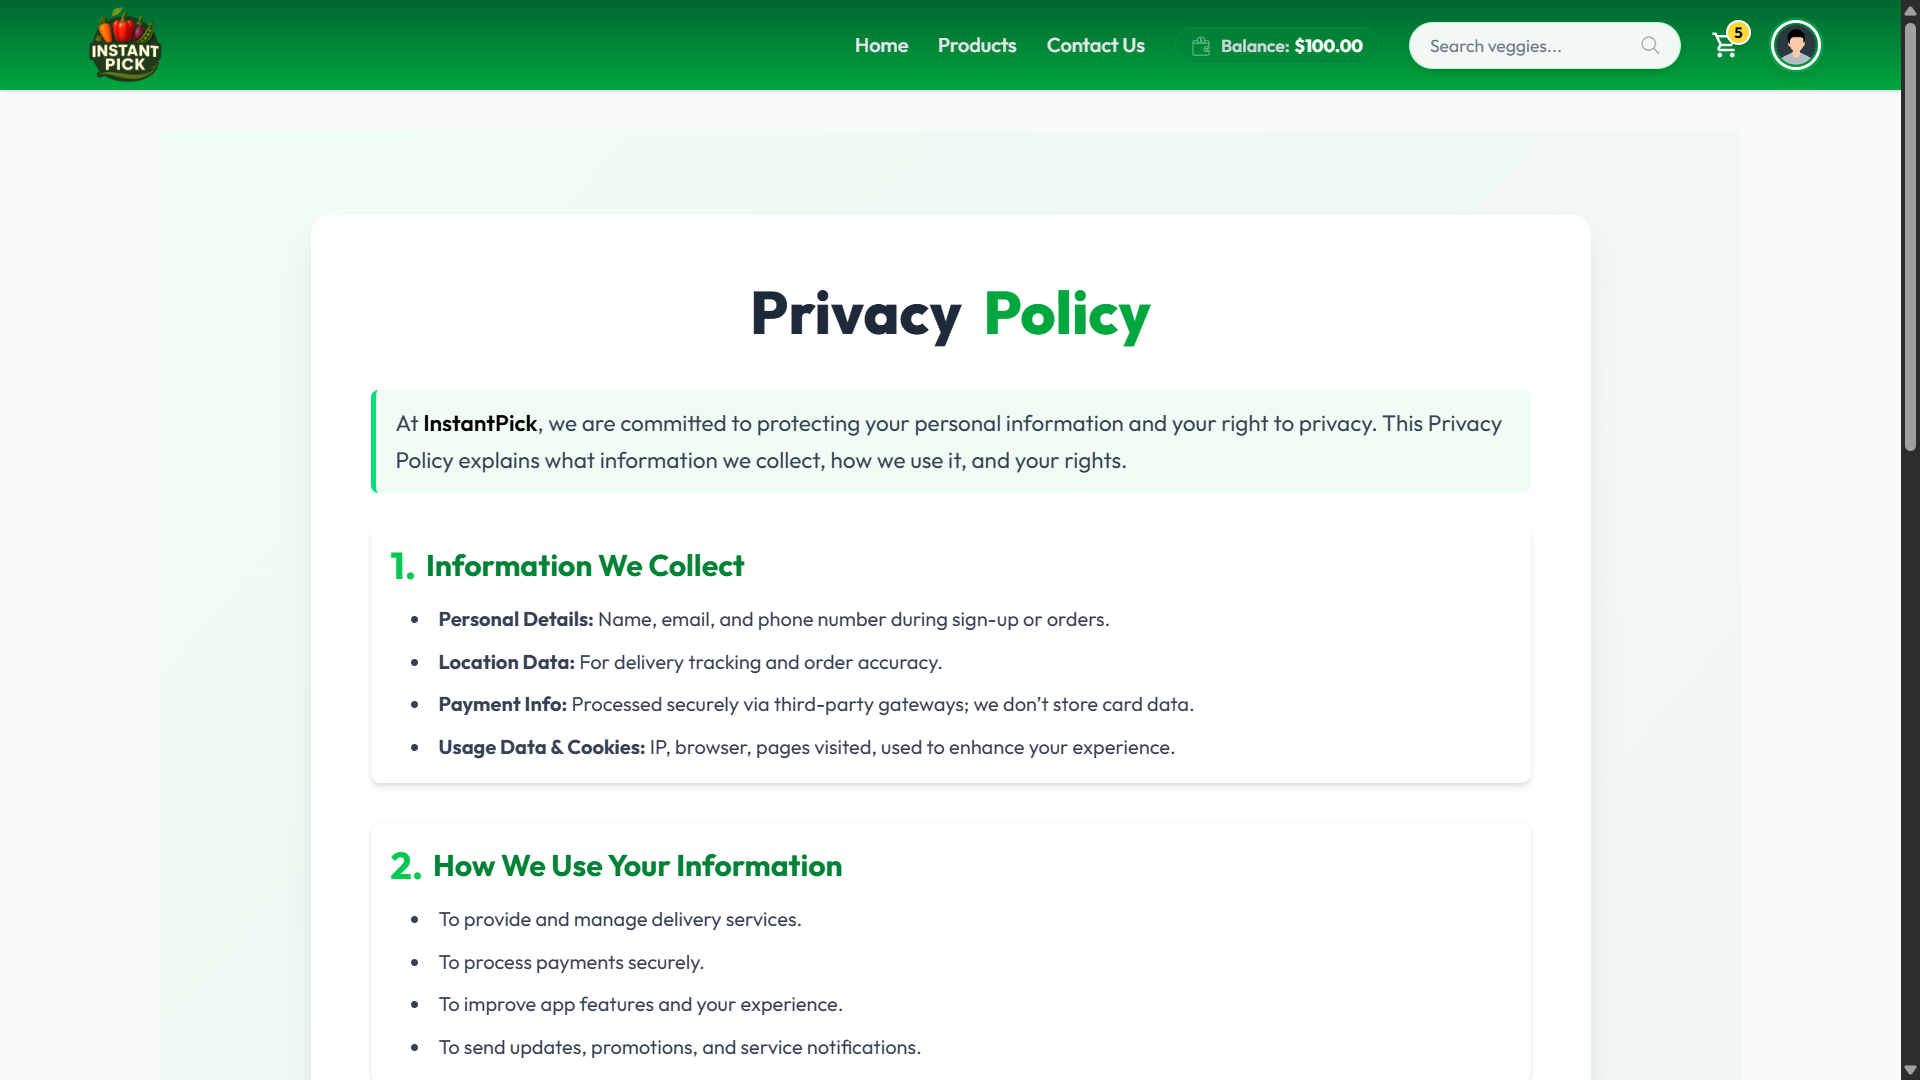 INSTANT
PICK
Home
Products
Contact Us
Balance: $100.00
Search veggies...
5
Privacy Policy
At InstantPick, we are committed to protecting your personal information and your right to privacy. This Privacy
Policy explains what information we collect, how we use it, and your rights.
1. Information We Collect
• Personal Details: Name, email, and phone number during sign-up or orders.
• Location Data: For delivery tracking and order accuracy.
• Payment Info: Processed securely via third-party gateways; we don’t store card data.
• Usage Data & Cookies: IP, browser, pages visited, used to enhance your experience.
2. How We Use Your Information
• To provide and manage delivery services.
• To process payments securely.
• To improve app features and your experience.
• To send updates, promotions, and service notifications.